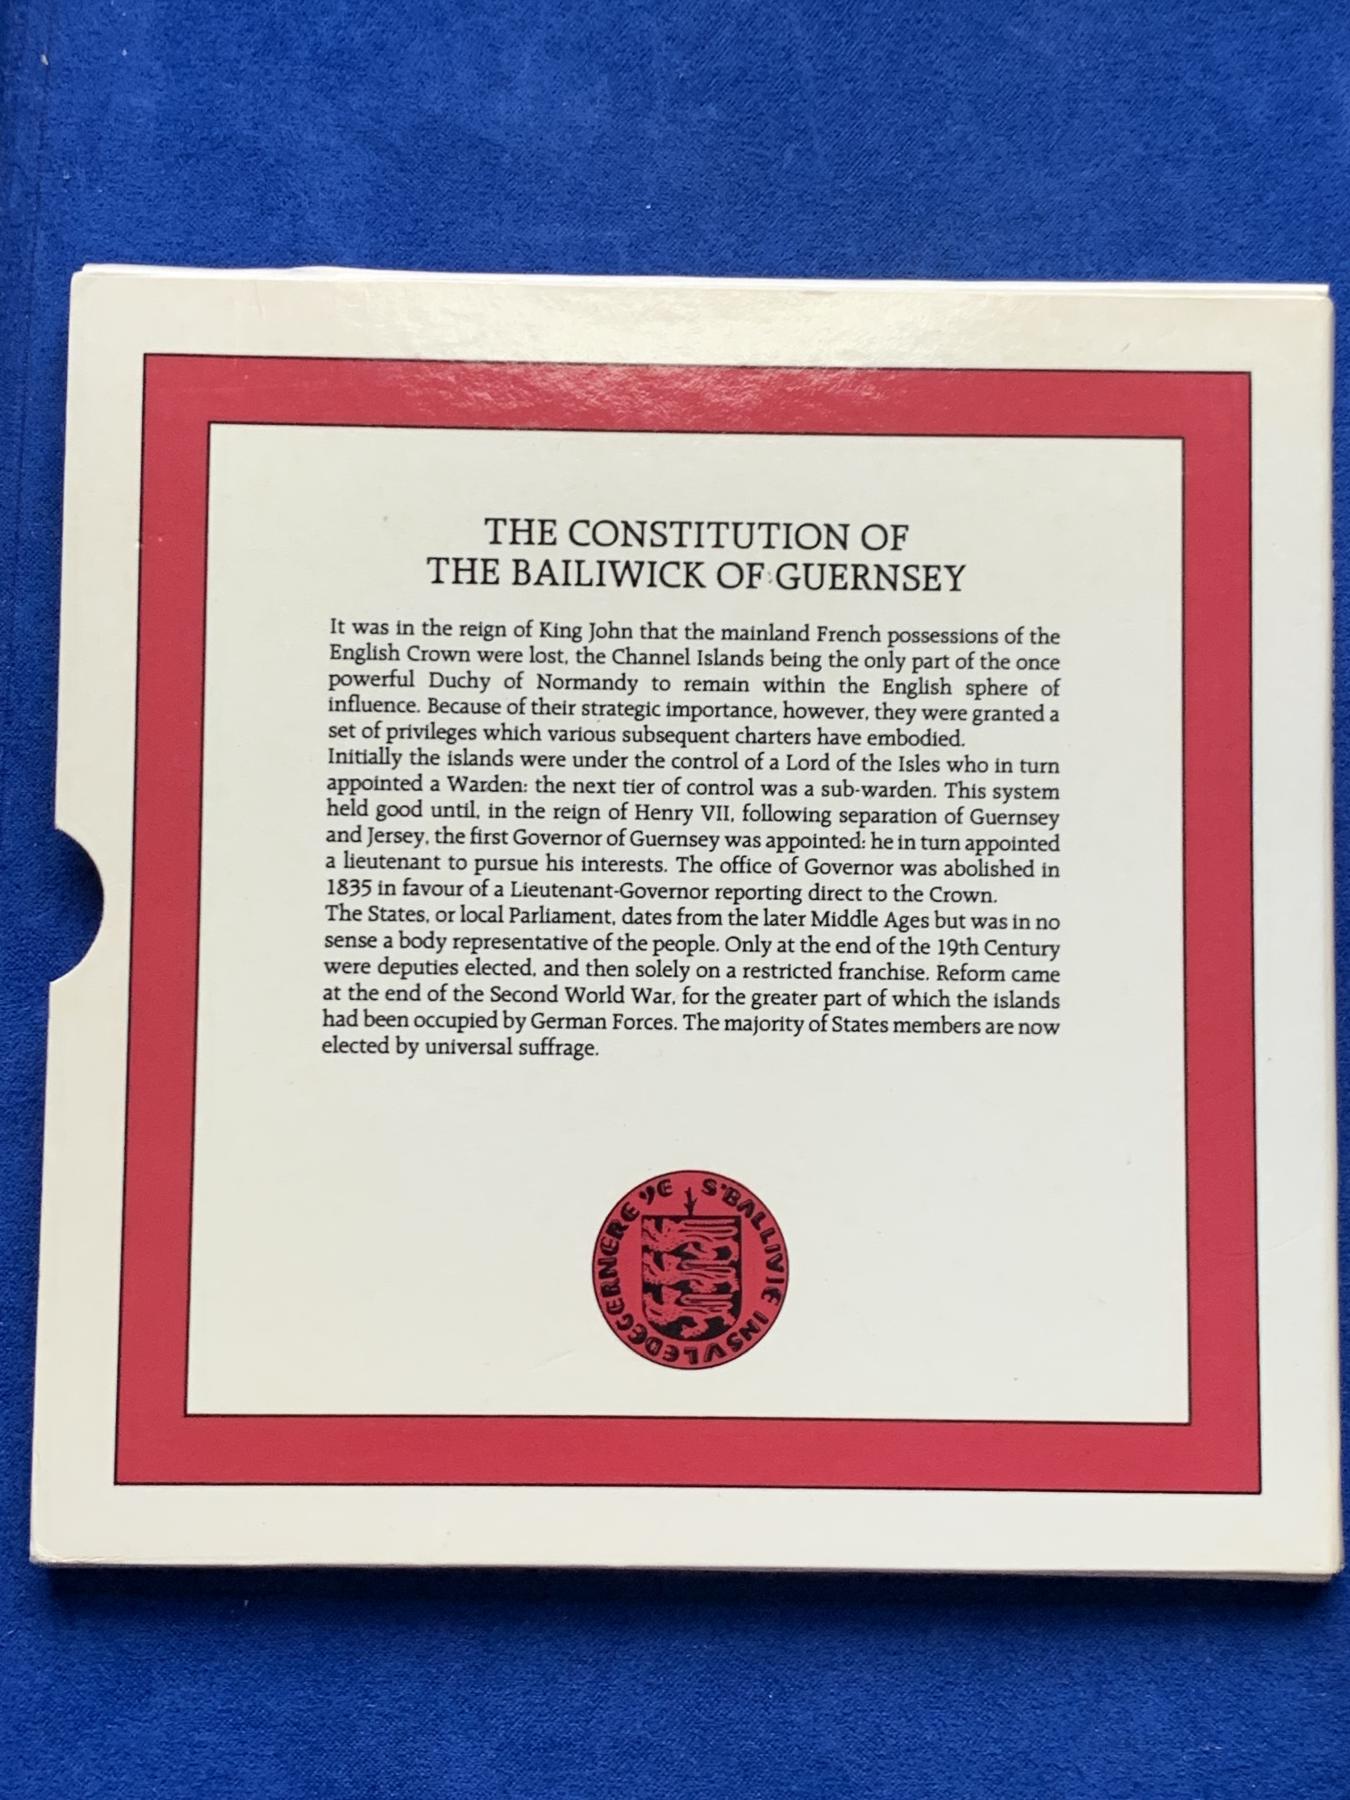 THE CONSTITUTION OF
THE BAILIWICK OF GUERNSEY
It was in the reign of King John that the mainland French possessions of the
English Crown were lost, the Channel Islands being the only part of the once
powerful Duchy of Normandy to remain within the English sphere of
influence. Because of their strategic importance, however, they were granted a
set of privileges which various subsequent charters have embodied.
Initially the islands were under the control of a Lord of the Isles who in turn
appointed a Warden: the next tier of control was a sub-warden. This system
held good until, in the reign of Henry VII, following separation of Guernsey
and Jersey, the first Governor of Guernsey was appointed: he in turn appointed
a lieutenant to pursue his interests. The office of Governor was abolished in
1835 in favour of a Lieutenant-Governor reporting direct to the Crown.
The States, or local Parliament, dates from the later Middle Ages but was in no
sense a body representative of the people. Only at the end of the 19th Century
were deputies elected, and then solely on a restricted franchise. Reform came
at the end of the Second World War, for the greater part of which the islands
had been occupied by German Forces. The majority of States members are now
elected by universal suffrage.
S'BALLIVIE INSVLE DE GERNERE